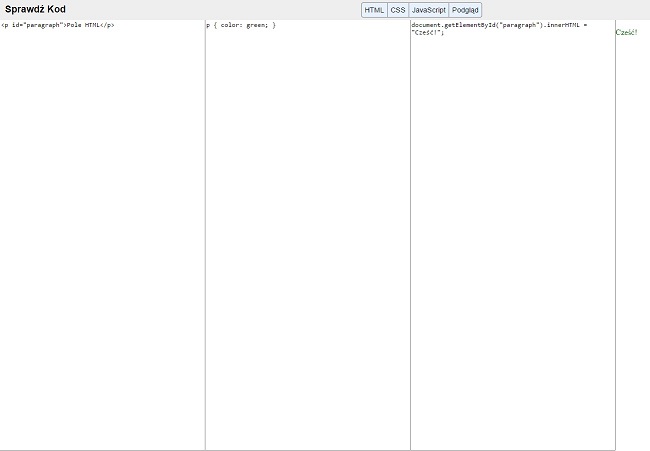 Sprawdź Kod
HTML CSS JavaScript Podgląd
<p id="paragraph">Pole HTML</p>
p { color: green; }
document.getElementById("paragraph").innerHTML =
"Cześć!";
Cześć!